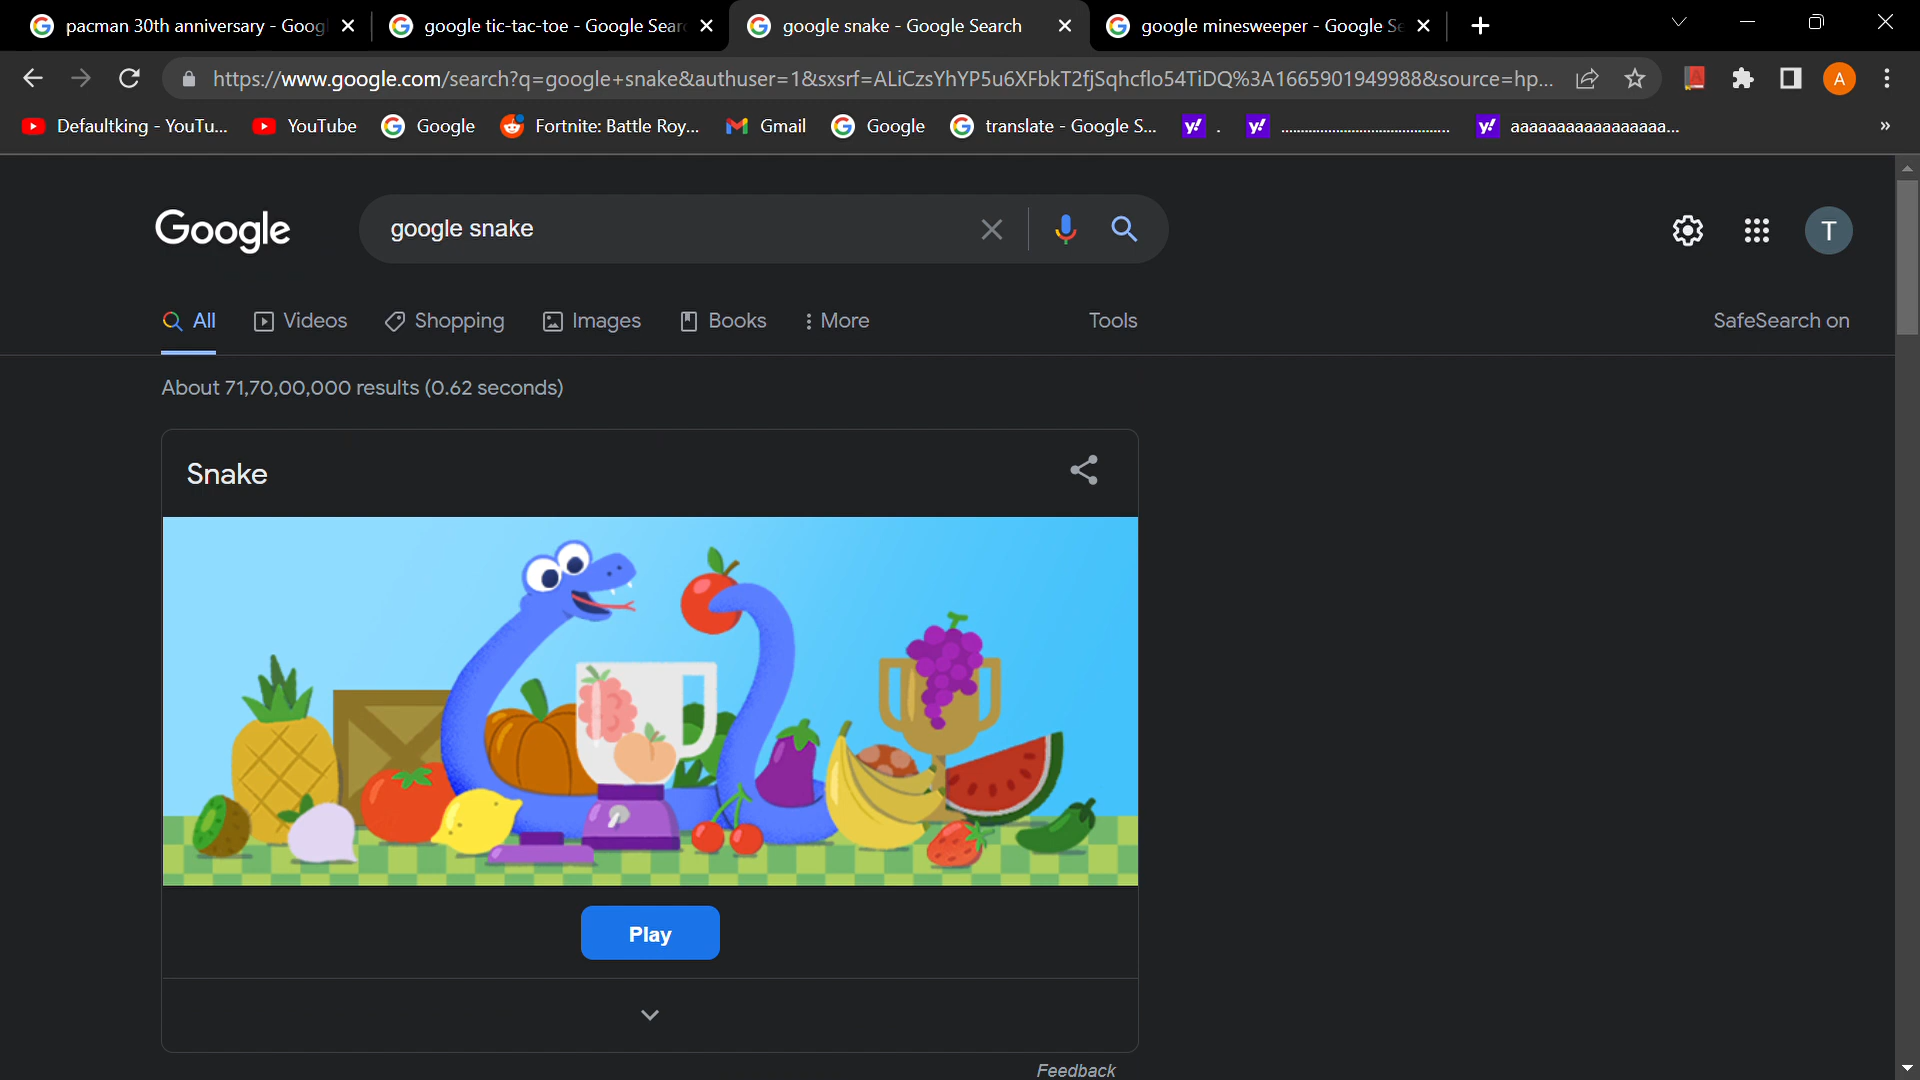 pacman 30th anniversary - Goog
google tic-tac-toe - Google Sear
google snake - Google Search
google minesweeper - Google Se
https://www.google.com/search?q=google+snake&authuser=1&sxsrf=ALiCzsYhYP5u6XFbkT2fjSqhcflo54TiDQ%3A1665901949988&source=hp...
A
Defaultking - YouTu...
YouTube
Google
Fortnite: Battle Roy...
Gmail
Google
translate - Google S...
y! .
y! ............................................
y! aaaaaaaaaaaaaaaaa...
»
Google
google snake
T
All
Videos
Shopping
Images
Books
More
Tools
SafeSearch on
About 71,70,00,000 results (0.62 seconds)
Snake
Play
Feedback